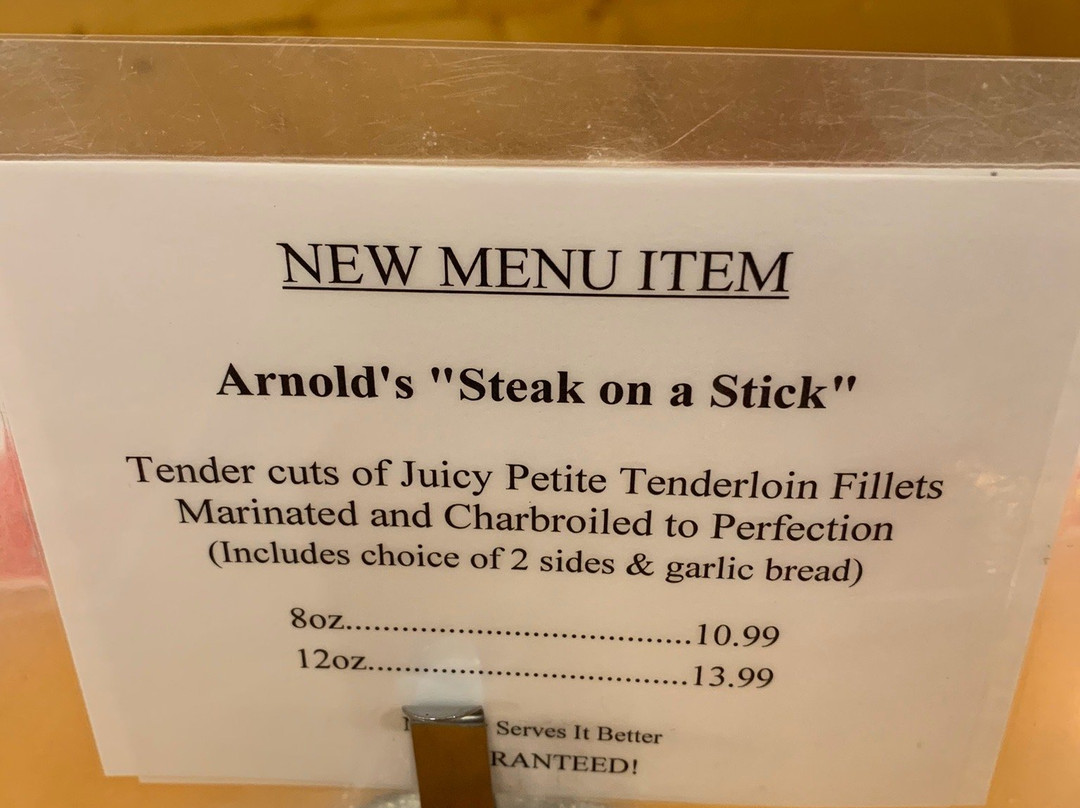 NEW MENU ITEM
Arnold's "Steak on a Stick"
Tender cuts of Juicy Petite Tenderloin Fillets
Marinated and Charbroiled to Perfection
(Includes choice of 2 sides & garlic bread)
8oz.......................................10.99
12oz....................................13.99
Serves It Better
RANTEED!